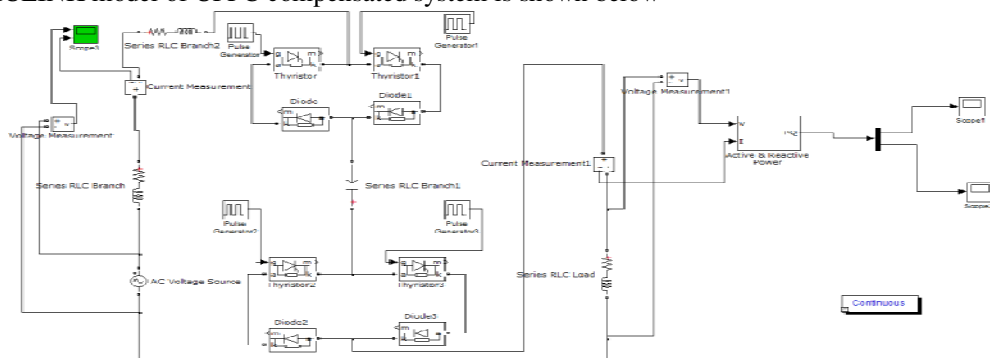 Scope3
Series RLC Branch2
Pulse
Generator
Pulse
Generator1
Thyristor
Thyristor1
Current Measurement
Diode
Diode1
Voltage Measurement
Voltage Measurement1
Scope1
Active & Reactive
Power
Current Measurement1
Series RLC Branch
Series RLC Branch1
Pulse
Generator2
Pulse
Generator3
AC Voltage Source
Thyristor2
Thyristor3
Series RLC Load
Continuous
Diode2
Diode3